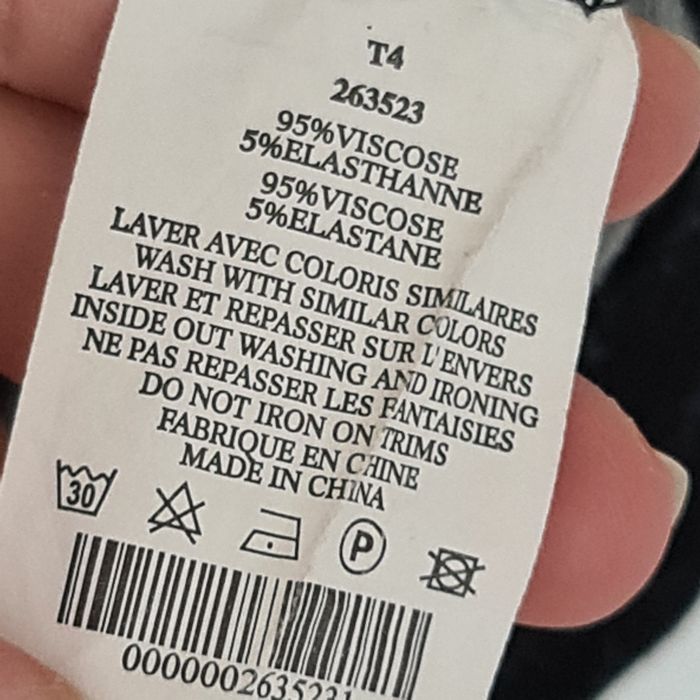 T4
263523
95%VISCOSE
5%ELASTHANNE
95%VISCOSE
5%ELASTANE
LAVER AVEC COLORIS SIMILAIRES
WASH WITH SIMILAR COLORS
LAVER ET REPASSER SUR L'ENVERS
INSIDE OUT WASHING AND IRONING
NE PAS REPASSER LES FANTAISIES
DO NOT IRON ON TRIMS
FABRIQUE EN CHINE
MADE IN CHINA
30 P